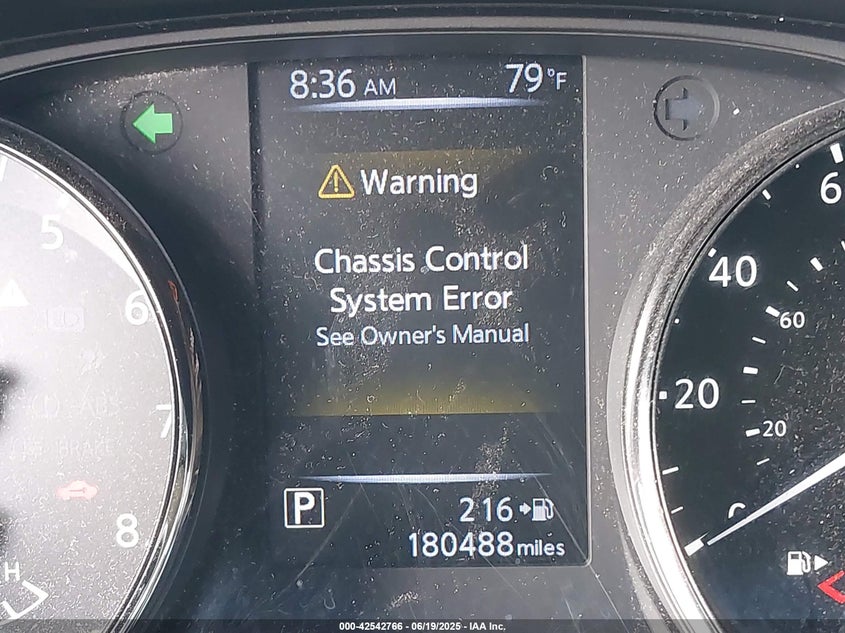 8:36 AM 79°F
Warning
Chassis Control
System Error
See Owner's Manual
P 216
180488 miles
5
6
7
8
H
6
40
60
20
20
000-42542766 - 06/19/2025 - IAA Inc.